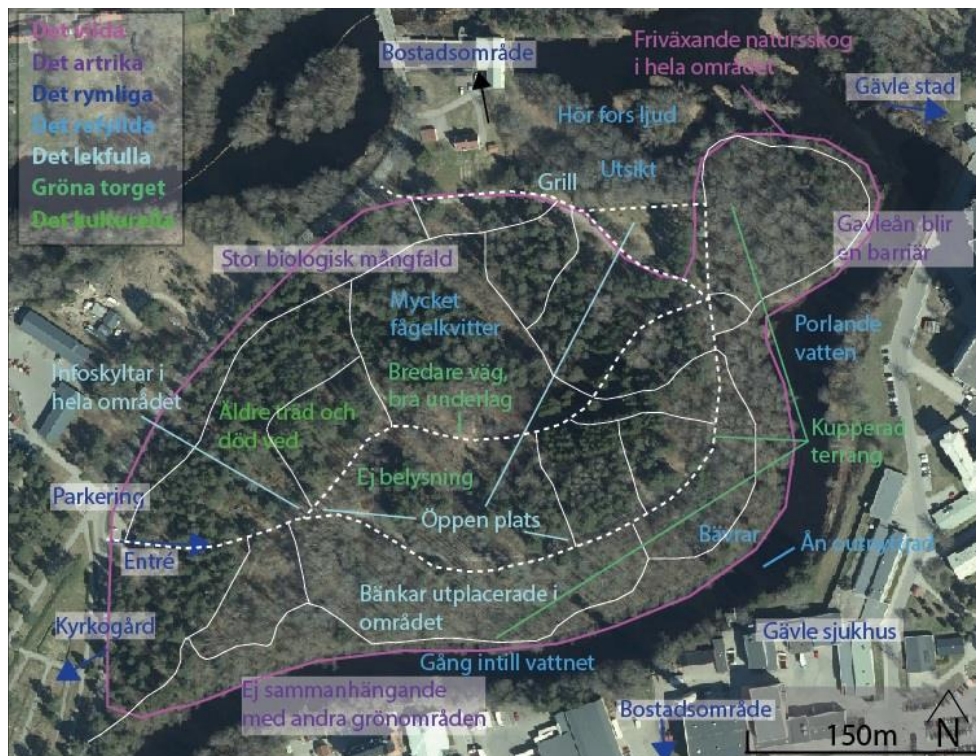 Det vilda
Det artrika
Det rymliga
Det rofyllda
Det lekfulla
Gröna torget
Det kulturella
Bostadsområde
Friväxande natursskog
i hela området
Gävle stad
Hör fors ljud
Utsikt
Grill
Gavleån blir
en barriär
Stor biologisk mångfald
Mycket
fågelkvitter
Porlande
vatten
Infoskyltar i
hela området
Bredare väg,
bra underlag
Äldre träd och
död ved
Kupperad
terräng
Ej belysning
Parkering
Öppen plats
Entré
Bävrar
Ån outnyttjad
Bänkar utplacerade i
området
Kyrkogård
Gävle sjukhus
Gång intill vattnet
Ej sammanhängande
med andra grönområden
Bostadsområde
150m
N